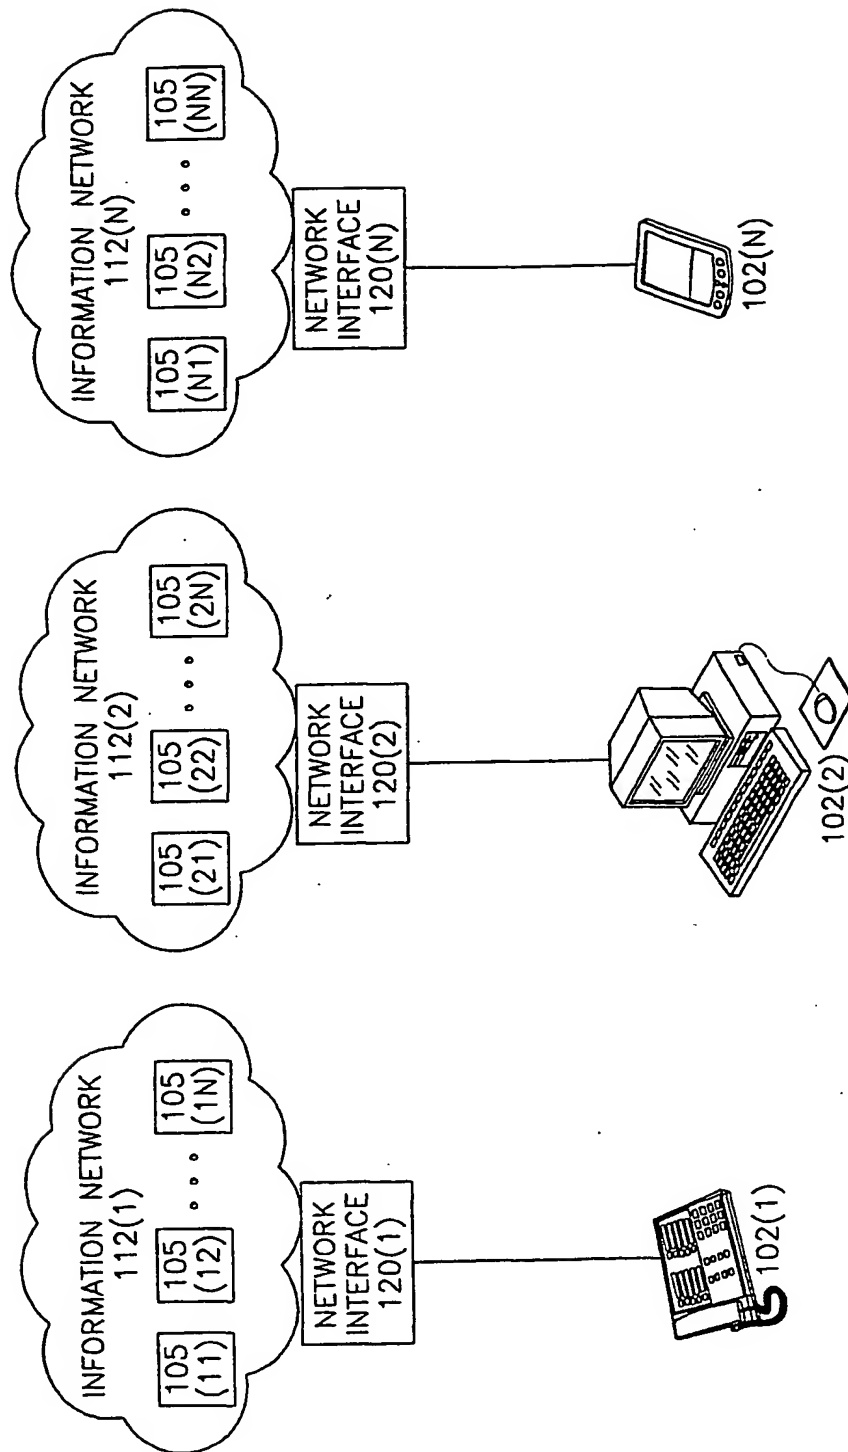 INFORMATION NETWORK
112(1)
105
(11)
105
(12)
105
(1N)
NETWORK
INTERFACE
120(1)
102(1)
INFORMATION NETWORK
112(2)
105
(21)
105
(22)
105
(2N)
NETWORK
INTERFACE
120(2)
102(2)
INFORMATION NETWORK
112(N)
105
(N1)
105
(N2)
105
(NN)
NETWORK
INTERFACE
120(N)
102(N)